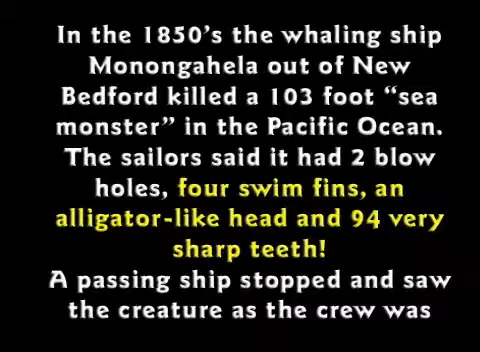 In the 1850's the whaling ship
Monongahela out of New
Bedford killed a 103 foot “sea
monster” in the Pacific Ocean.
The sailors said it had 2 blow
holes, four swim fins, an
alligator-like head and 94 very
sharp teeth!
A passing ship stopped and saw
the creature as the crew was